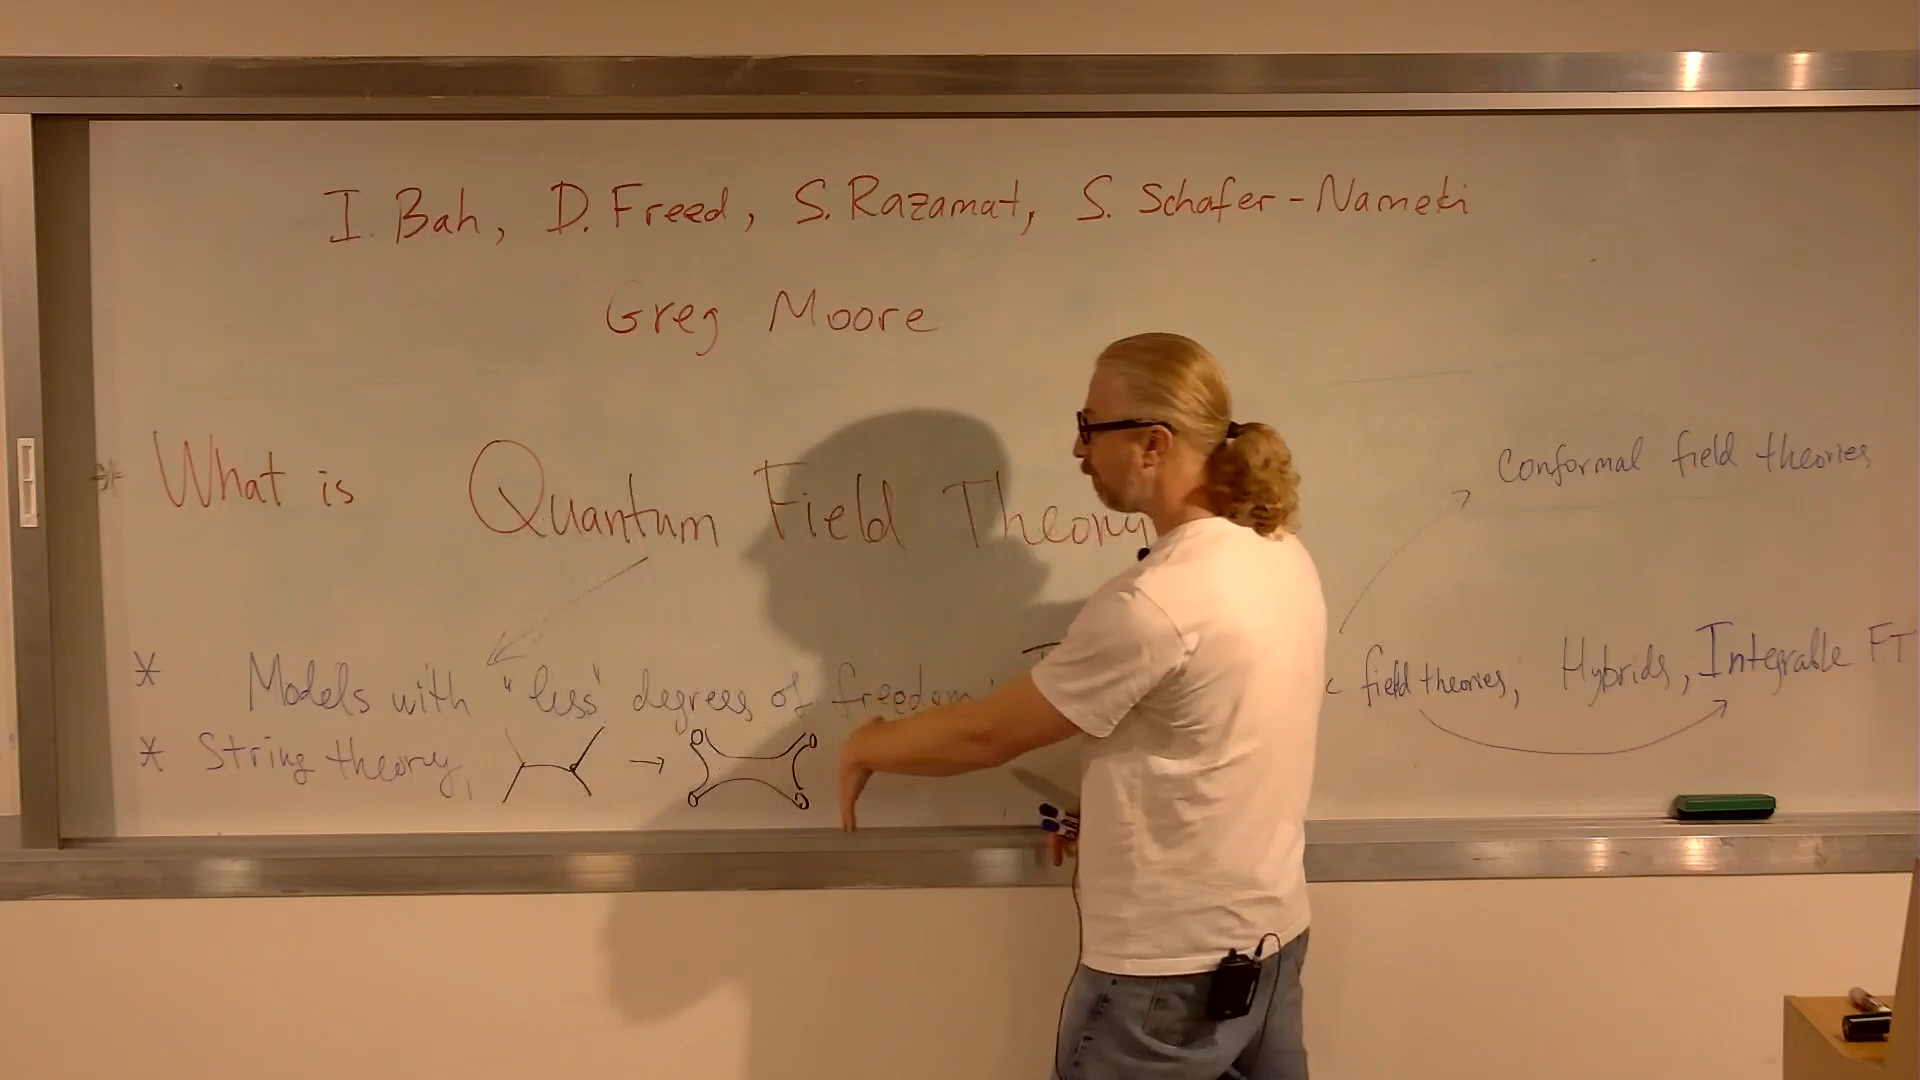 I. Bah, D. Freed, S. Razamat, S. Schafer-Nameki
Greg Moore
* What is Quantum Field Theory
Conformal field theories
* Models with "less" degrees of freedom: field theories, Hybrids, Integrable FT
* String theory, →